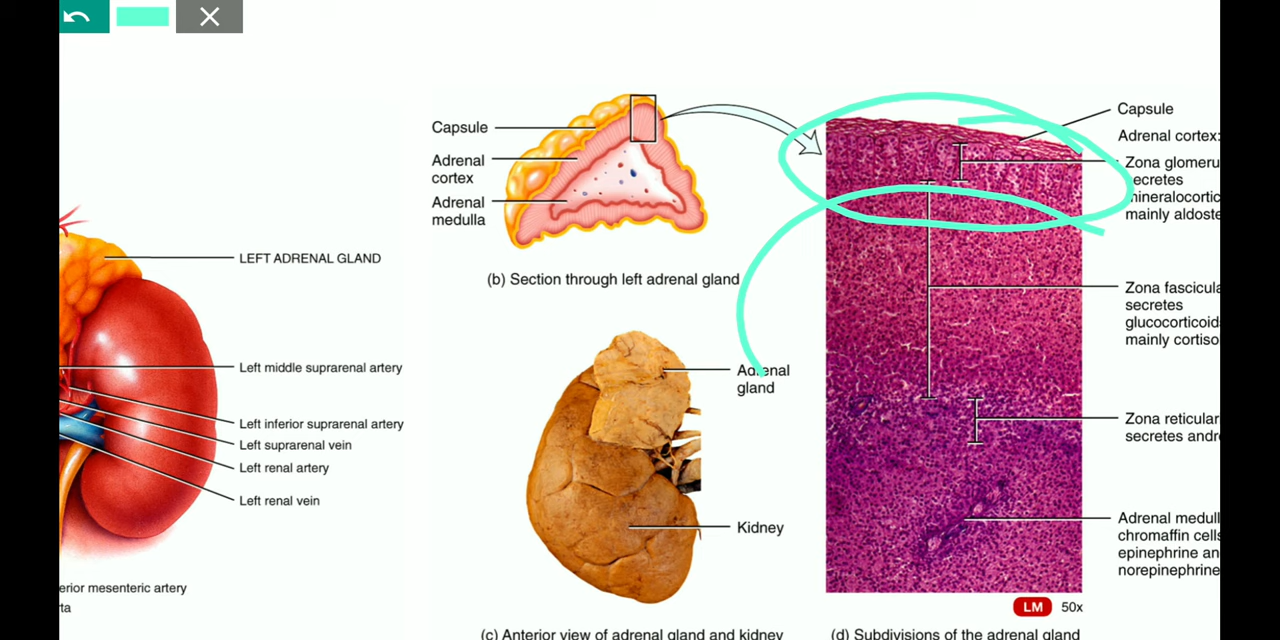 LEFT ADRENAL GLAND
Left middle suprarenal artery
Left inferior suprarenal artery
Left suprarenal vein
Left renal artery
Left renal vein
erior mesenteric artery
rta
Capsule
Adrenal
cortex
Adrenal
medulla
(b) Section through left adrenal gland
Adrenal
gland
Kidney
(c) Anterior view of adrenal gland and kidney
Capsule
Adrenal cortex:
Zona glomeru
secretes
mineralocortic
mainly aldoste
Zona fascicula
secretes
glucocorticoid
mainly cortiso
Zona reticular
secretes andr
Adrenal medull
chromaffin cells
epinephrine an
norepinephrine
LM 50x
(d) Subdivisions of the adrenal gland